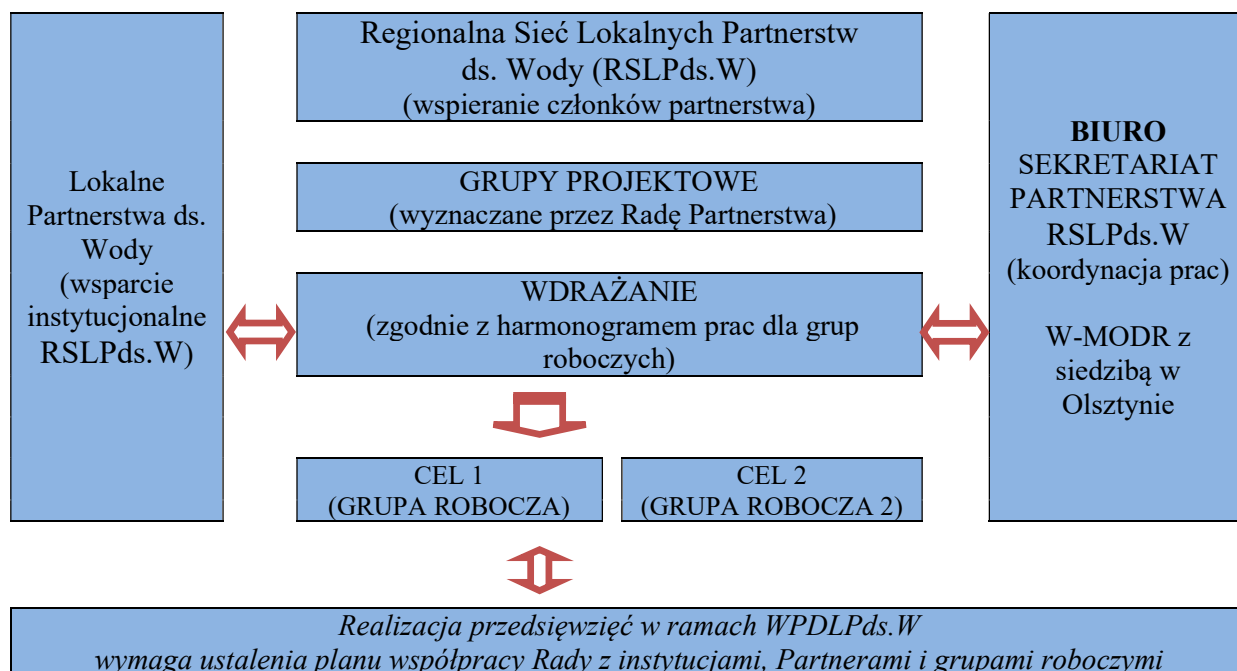 Regionalna Sieć Lokalnych Partnerstw
ds. Wody (RSLPds.W)
(wspieranie członków partnerstwa)
Lokalne
Partnerstwa ds.
Wody
(wsparcie
instytucjonalne
RSLPds.W)
GRUPY PROJEKTOWE
(wyznaczane przez Radę Partnerstwa)
WDRAŻANIE
(zgodnie z harmonogramem prac dla grup
roboczych)
BIURO
SEKRETARIAT
PARTNERSTWA
RSLPds.W
(koordynacja prac)
W-MODR z
siedzibą w
Olsztynie
CEL 1
(GRUPA ROBOCZA)
CEL 2
(GRUPA ROBOCZA 2)
Realizacja przedsięwzięć w ramach WPDLPds.W
wymaga ustalenia planu współpracy Rady z instytucjami, Partnerami i grupami roboczymi